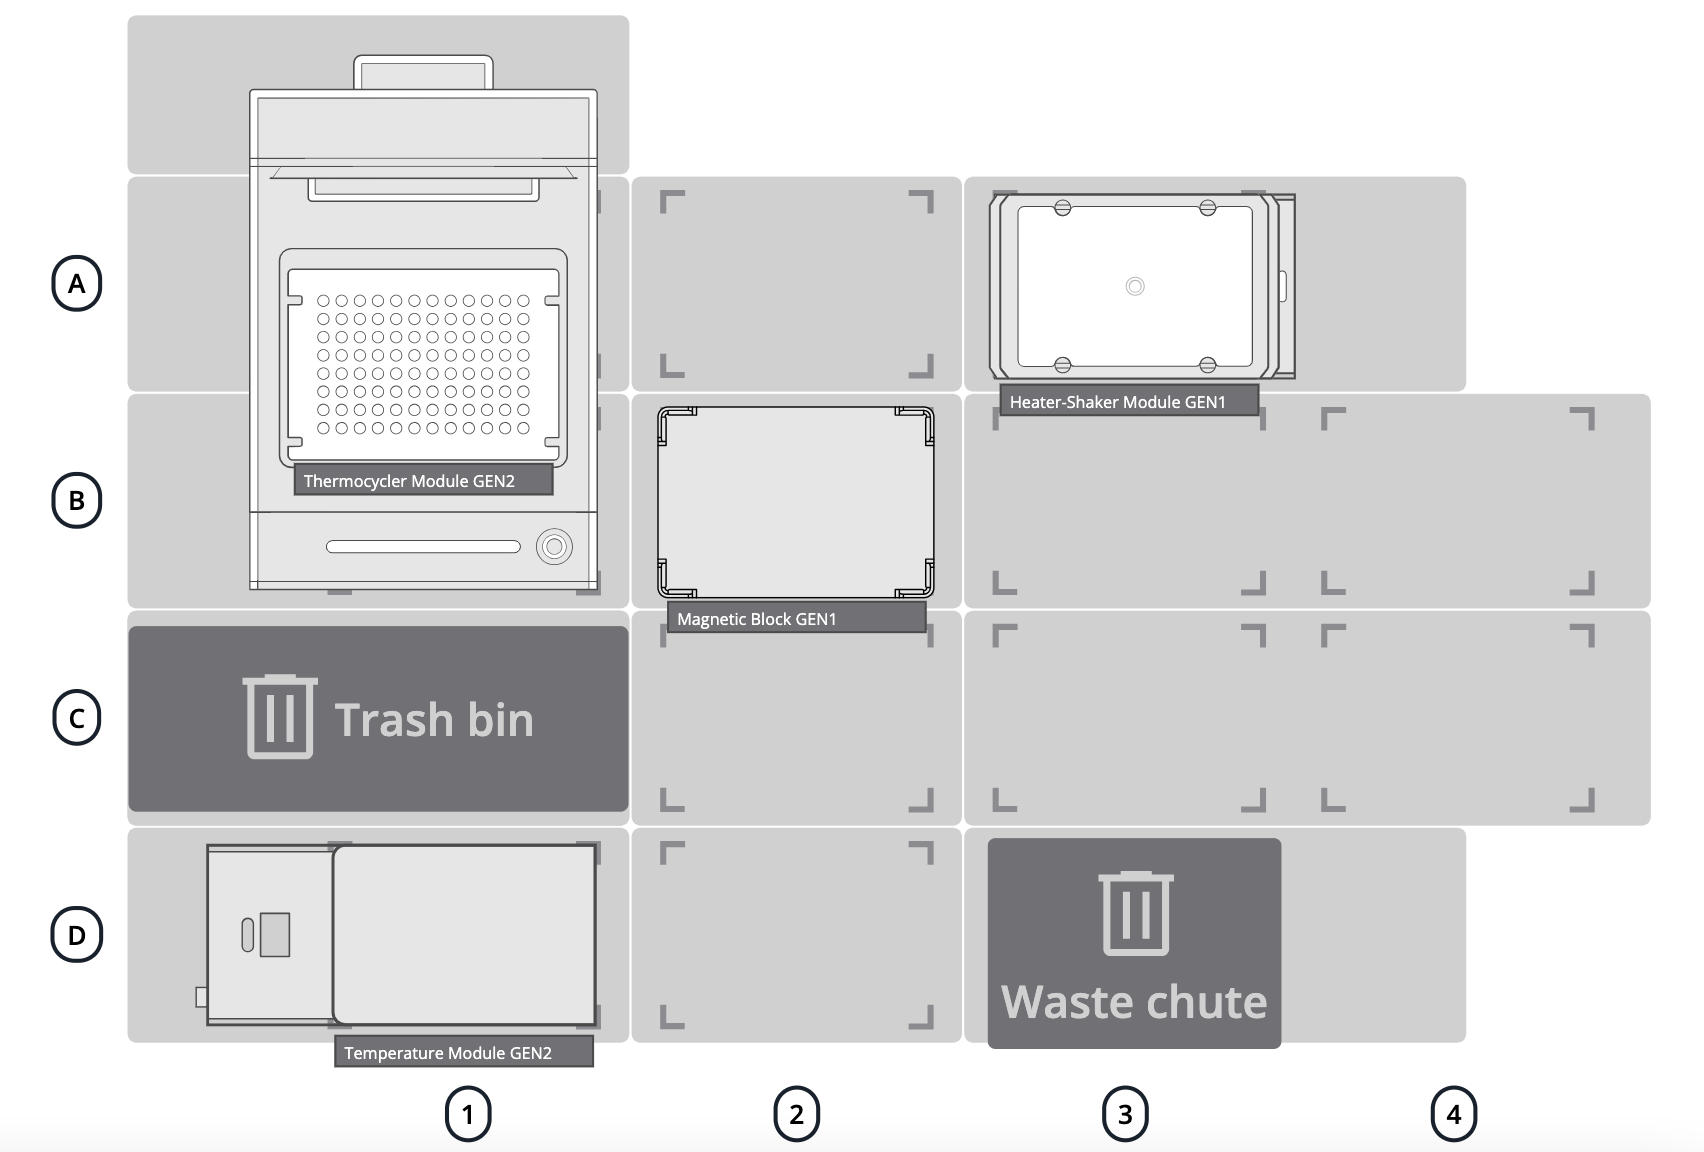 A
Heater-Shaker Module GEN1
B
Thermocycler Module GEN2
Magnetic Block GEN1
C
Trash bin
D
Waste chute
Temperature Module GEN2
1
2
3
4